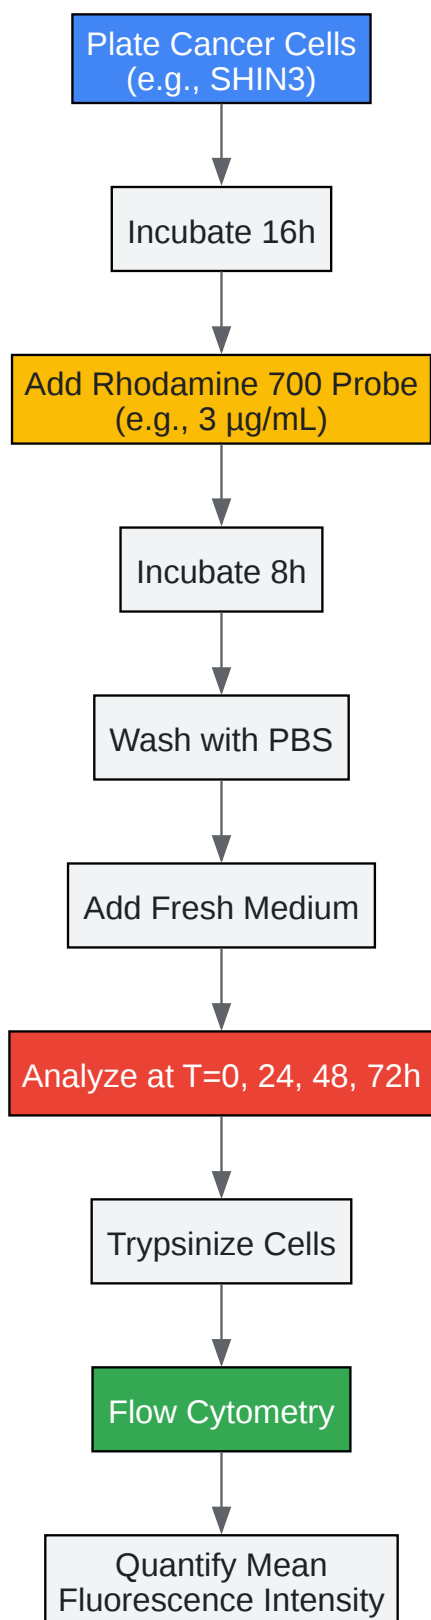 Plate Cancer Cells
(e.g., SHIN3)
Incubate 16h
Add Rhodamine 700 Probe
(e.g., 3 µg/mL)
Incubate 8h
Wash with PBS
Add Fresh Medium
Analyze at T=0, 24, 48, 72h
Trypsinize Cells
Flow Cytometry
Quantify Mean
Fluorescence Intensity